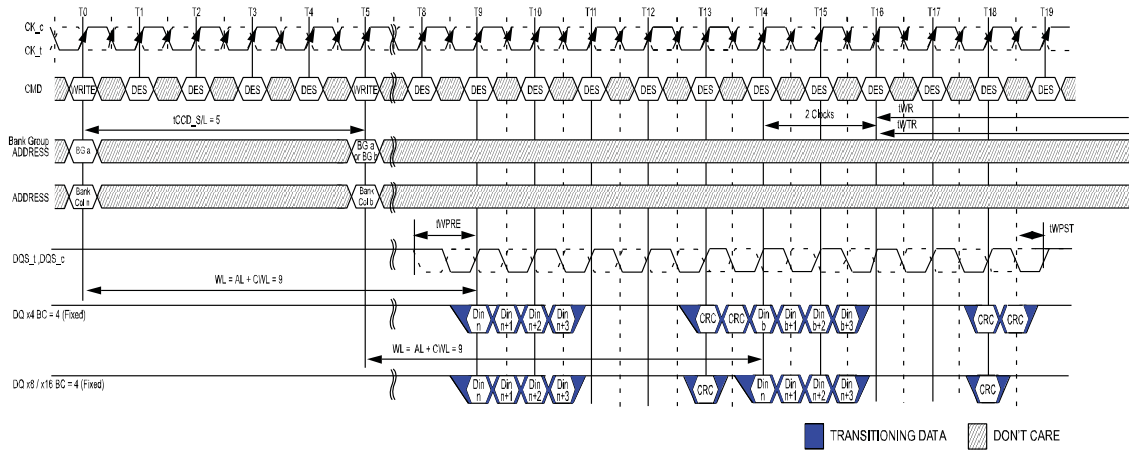 T0 T1 T2 T3 T4 T5 T8 T9 T10 T11 T12 T13 T14 T15 T16 T17 T18 T19
CK_c
CK_t
CMD WRITE DES DES DES DES WRITE DES DES DES DES DES DES DES DES DES DES DES DES
tCCD_S/L = 5 2 Clocks tWR
tWTR
Bank Group
ADDRESS BG a BG a
or BG b
ADDRESS Bank
Col n Bank
Col b
tWPRE tWPST
DQS_t ,DQS_c
WL = AL + CWL = 9
DQ x4 BC = 4 (Fixed) Din
n Din
n+1 Din
n+2 Din
n+3 CRC CRC Din
b Din
b+1 Din
b+2 Din
b+3 CRC CRC
WL = AL + CWL = 9
DQ x8 / x16 BC = 4 (Fixed) Din
n Din
n+1 Din
n+2 Din
n+3 CRC Din
n Din
n+1 Din
n+2 Din
n+3 CRC
TRANSITIONING DATA DON'T CARE